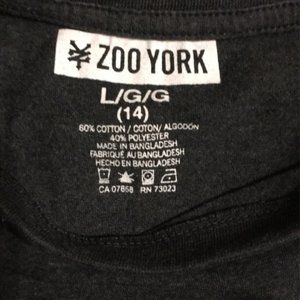 ZOO YORK
L/G/G
(14)
60% COTTON / COTON/ ALGODÓN
40% POLYESTER
MADE IN BANGLADESH
FABRIQUÉ AU BANGLADESH
HECHO EN BANGLADESH
CA 07658 RN 73023